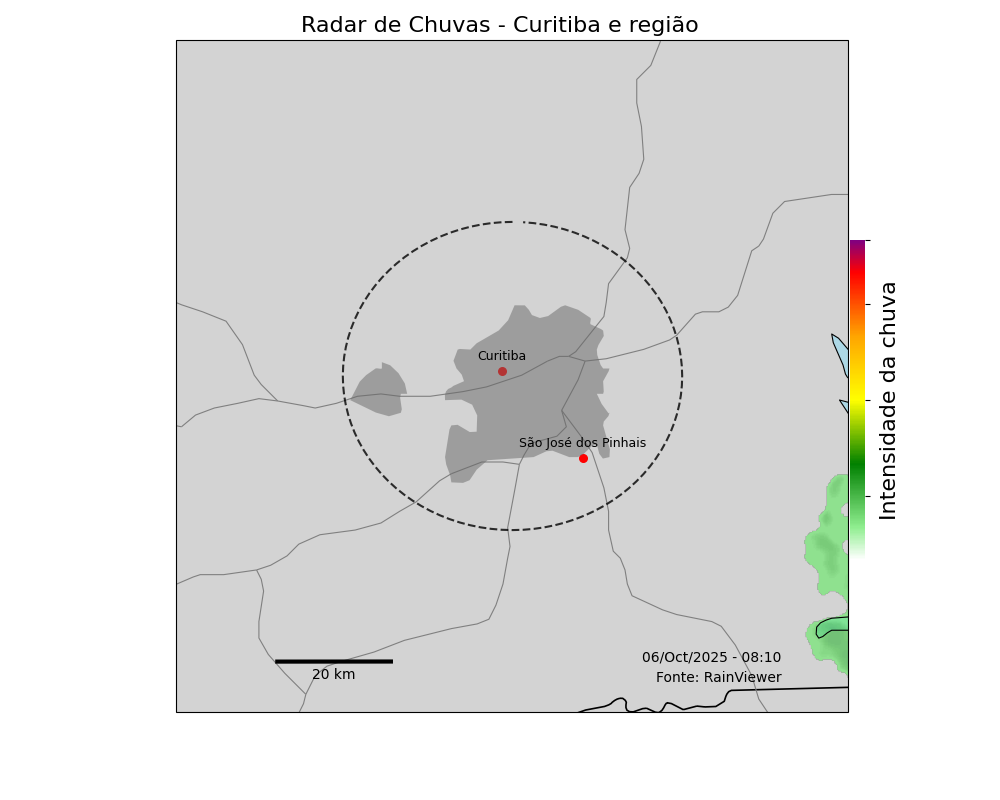 Radar de Chuvas - Curitiba e região
Curitiba
São José dos Pinhais
Intensidade da chuva
06/Oct/2025 - 08:10
Fonte: RainViewer
20 km